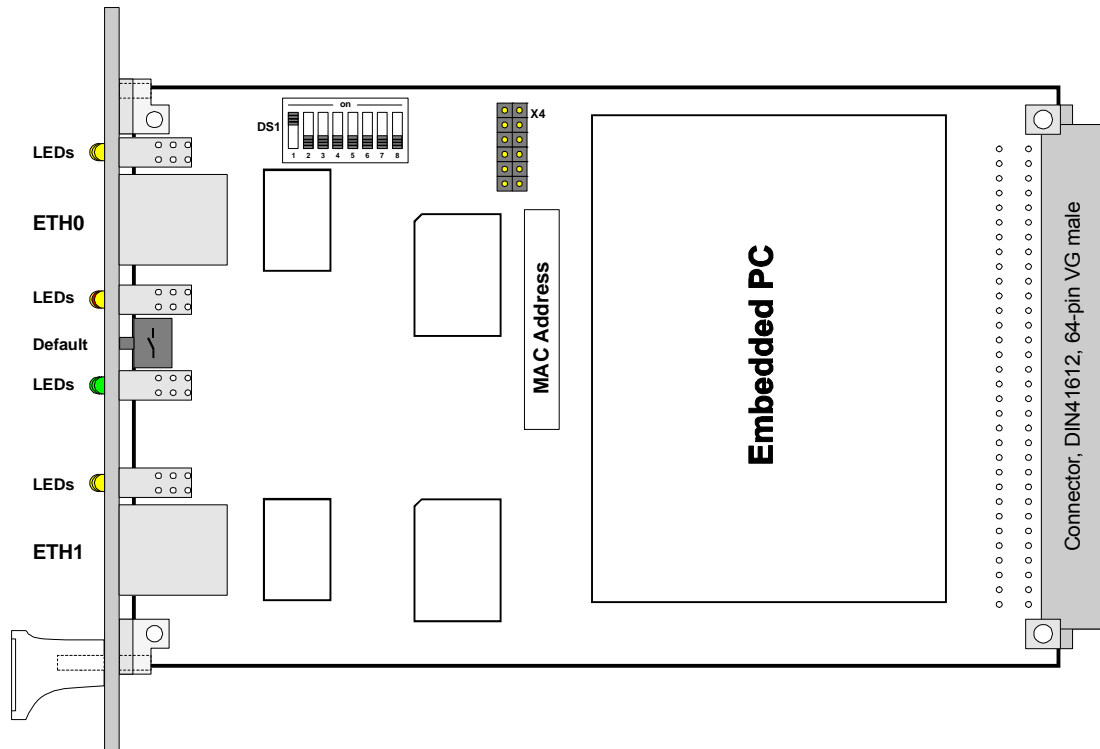 on
DS1
1 2 3 4 5 6 7 8
X4
LEDs
ETH0
LEDs
Default
LEDs
LEDs
ETH1
MAC Address
Embedded PC
Connector, DIN41612, 64-pin VG male